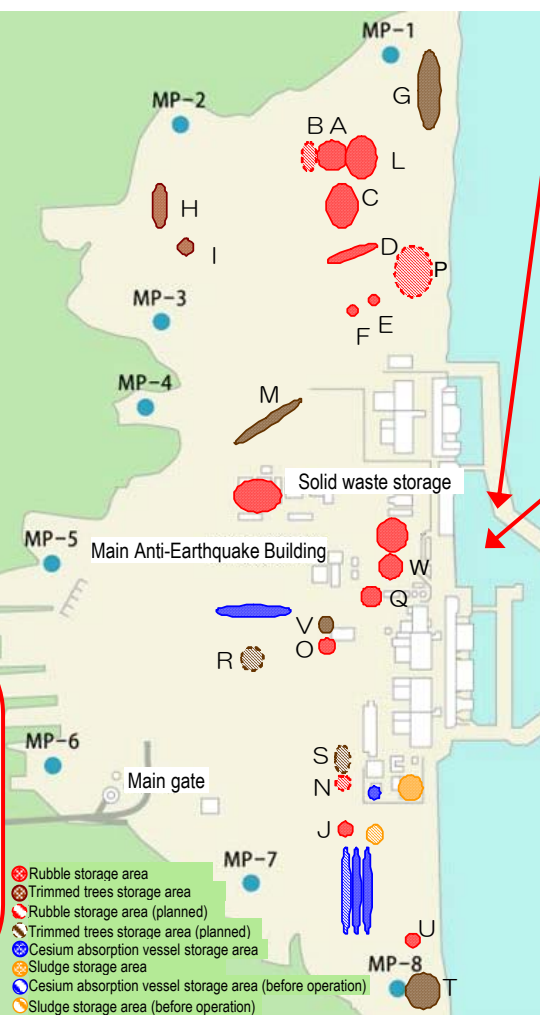 MP-1
G
MP-2
B A
L
H
C
I
D
P
E
F
MP-3
MP-4
M
Solid waste storage
MP-5
Main Anti-Earthquake Building
W
Q
V
O
R
MP-6
Main gate
S
N
J
MP-7
U
MP-8
T
Rubble storage area
Trimmed trees storage area
Rubble storage area (planned)
Trimmed trees storage area (planned)
Cesium absorption vessel storage area
Sludge storage area
Cesium absorption vessel storage area (before operation)
Sludge storage area (before operation)